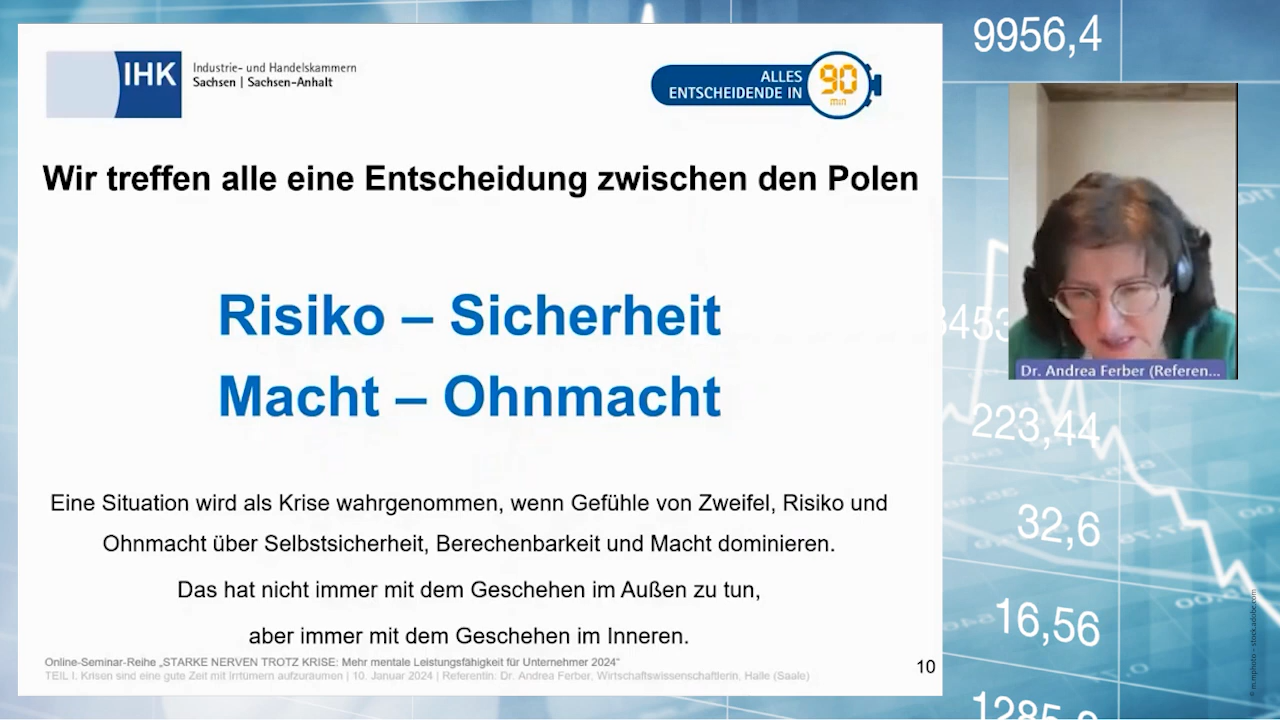 IHK
Industrie- und Handelskammern
Sachsen | Sachsen-Anhalt
ALLES
ENTSCHEIDENDE IN
90
min
Wir treffen alle eine Entscheidung zwischen den Polen
Risiko – Sicherheit
Macht – Ohnmacht
Eine Situation wird als Krise wahrgenommen, wenn Gefühle von Zweifel, Risiko und
Ohnmacht über Selbstsicherheit, Berechenbarkeit und Macht dominieren.
Das hat nicht immer mit dem Geschehen im Außen zu tun,
aber immer mit dem Geschehen im Inneren.
Online-Seminar-Reihe „STARKE NERVEN TROTZ KRISE: Mehr mentale Leistungsfähigkeit für Unternehmer 2024“
TEIL I. Krisen sind eine gute Zeit mit Irrtümern aufzuräumen | 10. Januar 2024 | Referentin: Dr. Andrea Ferber, Wirtschaftswissenschaftlerin, Halle (Saale)
10
9956,4
Dr. Andrea Ferber (Referen...
223,44
32,6
16,56